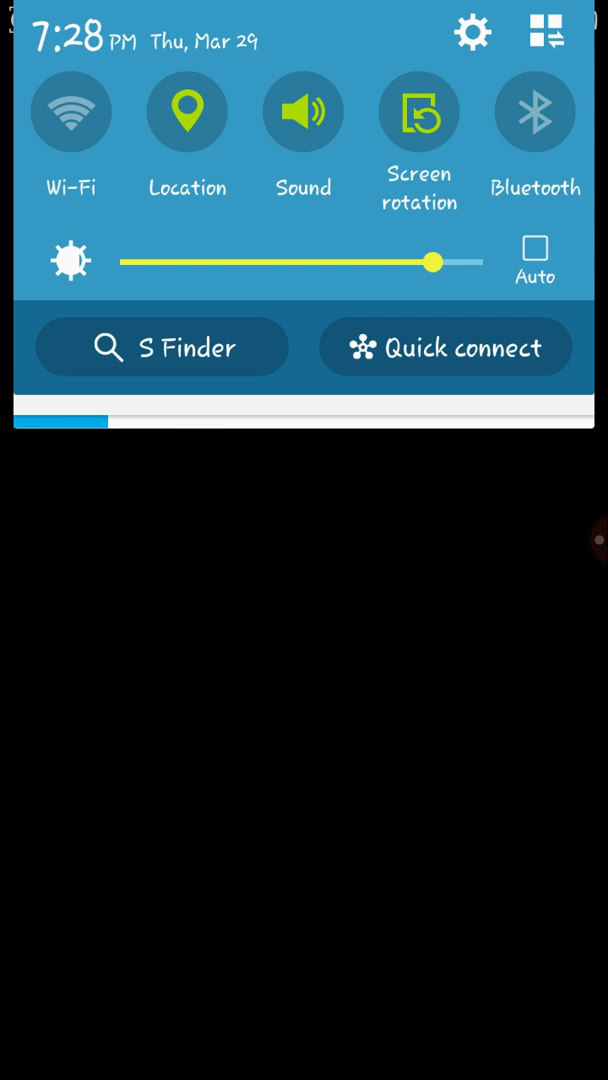 7:28 PM Thu, Mar 29
Wi-Fi
Location
Sound
Screen rotation
Bluetooth
Auto
S Finder
Quick connect